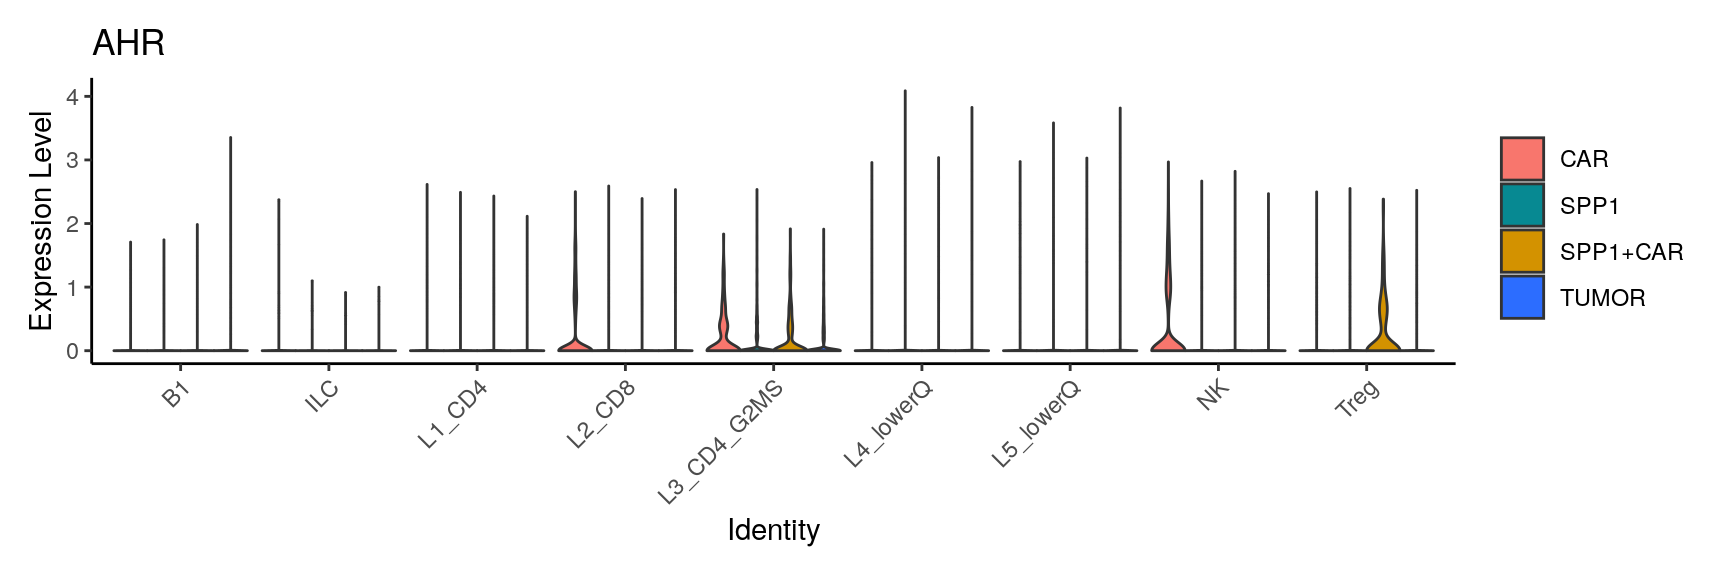 AHR
Expression Level
4
3
2
1
0
B1
ILC
L1_CD4
L2_CD8
L3_CD4_G2MS
L4_lowerQ
L5_lowerQ
NK
Treg
Identity
CAR
SPP1
SPP1+CAR
TUMOR